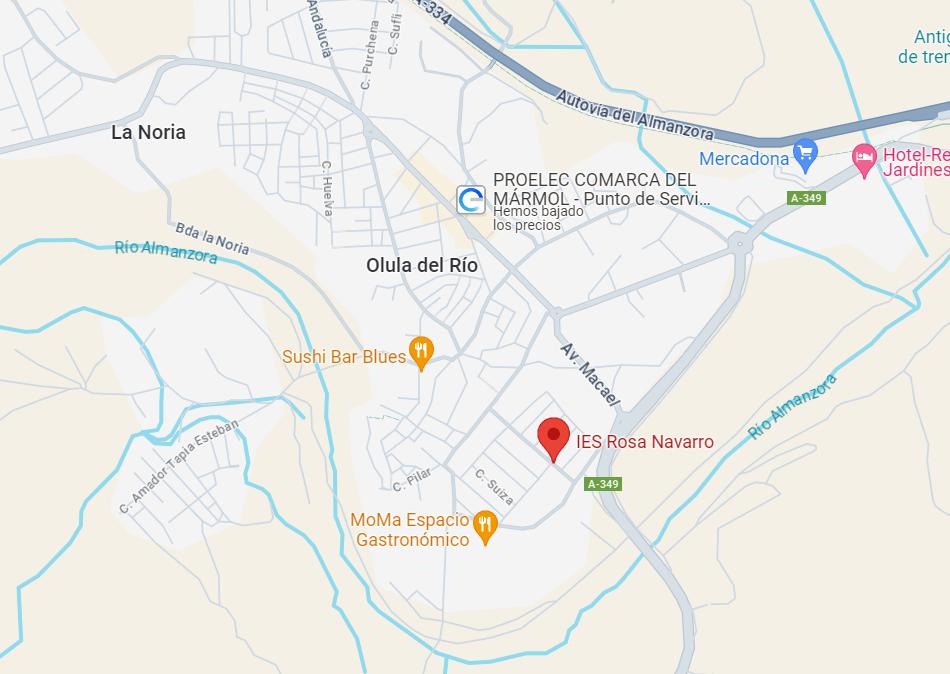 A-334
Andalucía
C. Purchena
C. Sufli
Antig
de tren
Autovía del Almanzora
La Noria
Mercadona
Hotel-Re
Jardines
C. Huelva
PROELEC COMARCA DEL
MÁRMOL - Punto de Servi...
Hemos bajado
los precios
A-349
Bda la Noria
Río Almanzora
Olula del Río
Sushi Bar Blues
Av. Macael
Río Almanzora
C. Amador Tapia Esteban
IES Rosa Navarro
C. Pilar
C. Suiza
A-349
MoMa Espacio
Gastronómico